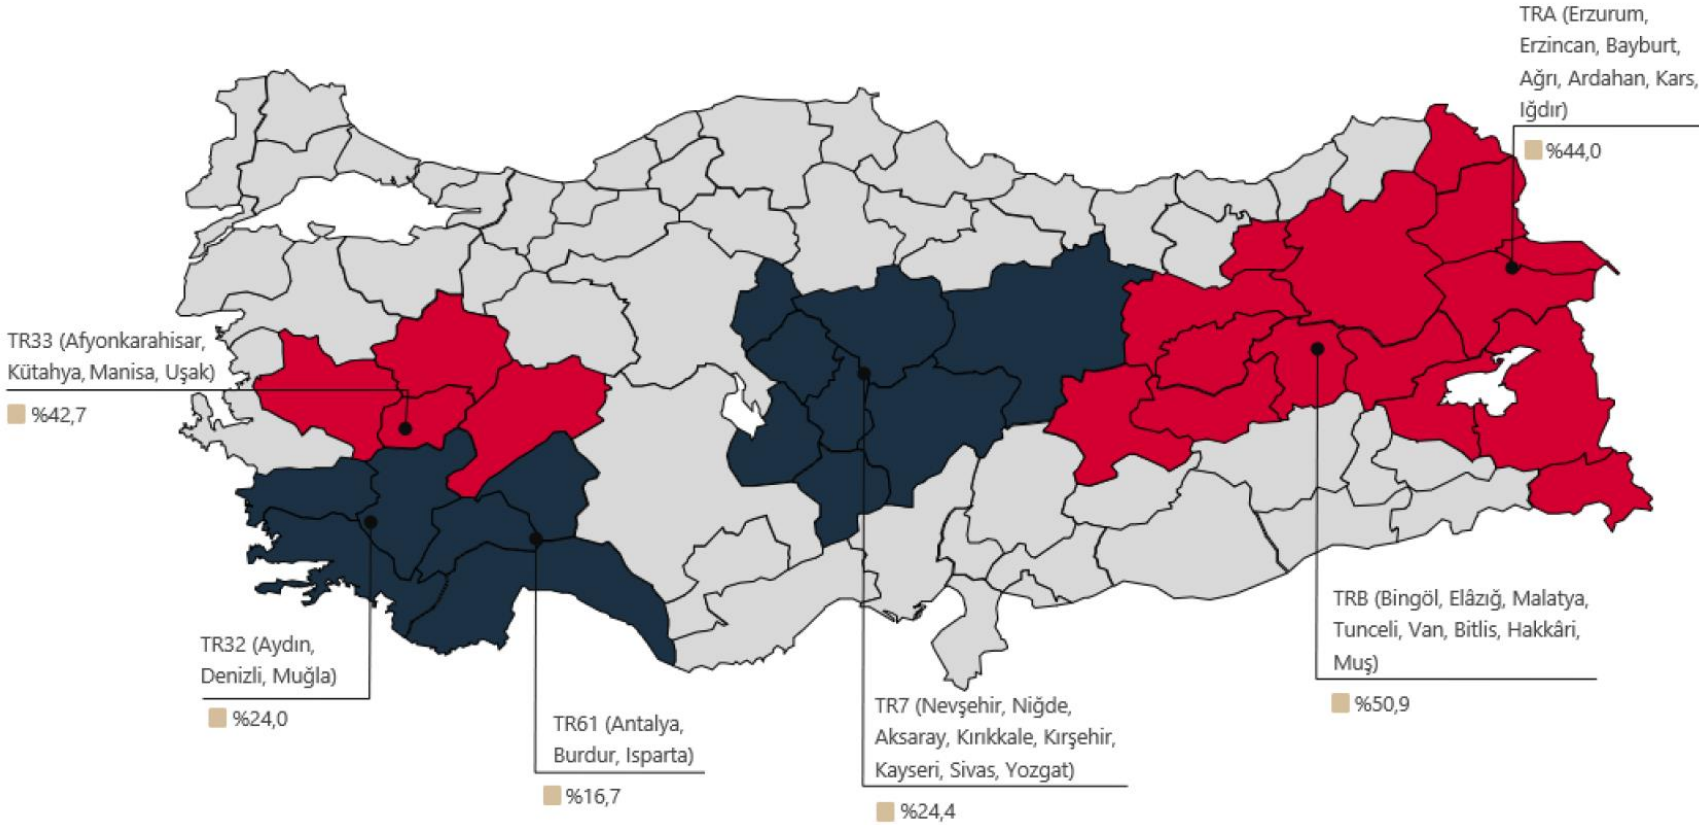 TRA (Erzurum,
Erzincan, Bayburt,
Ağrı, Ardahan, Kars,
Iğdır)
%44,0
TR33 (Afyonkarahisar,
Kütahya, Manisa, Uşak)
%42,7
TR32 (Aydın,
Denizli, Muğla)
%24,0
TR61 (Antalya,
Burdur, Isparta)
%16,7
TR7 (Nevşehir, Niğde,
Aksaray, Kırıkkale, Kırşehir,
Kayseri, Sivas, Yozgat)
%24,4
TRB (Bingöl, Elâzığ, Malatya,
Tunceli, Van, Bitlis, Hakkâri,
Muş)
%50,9